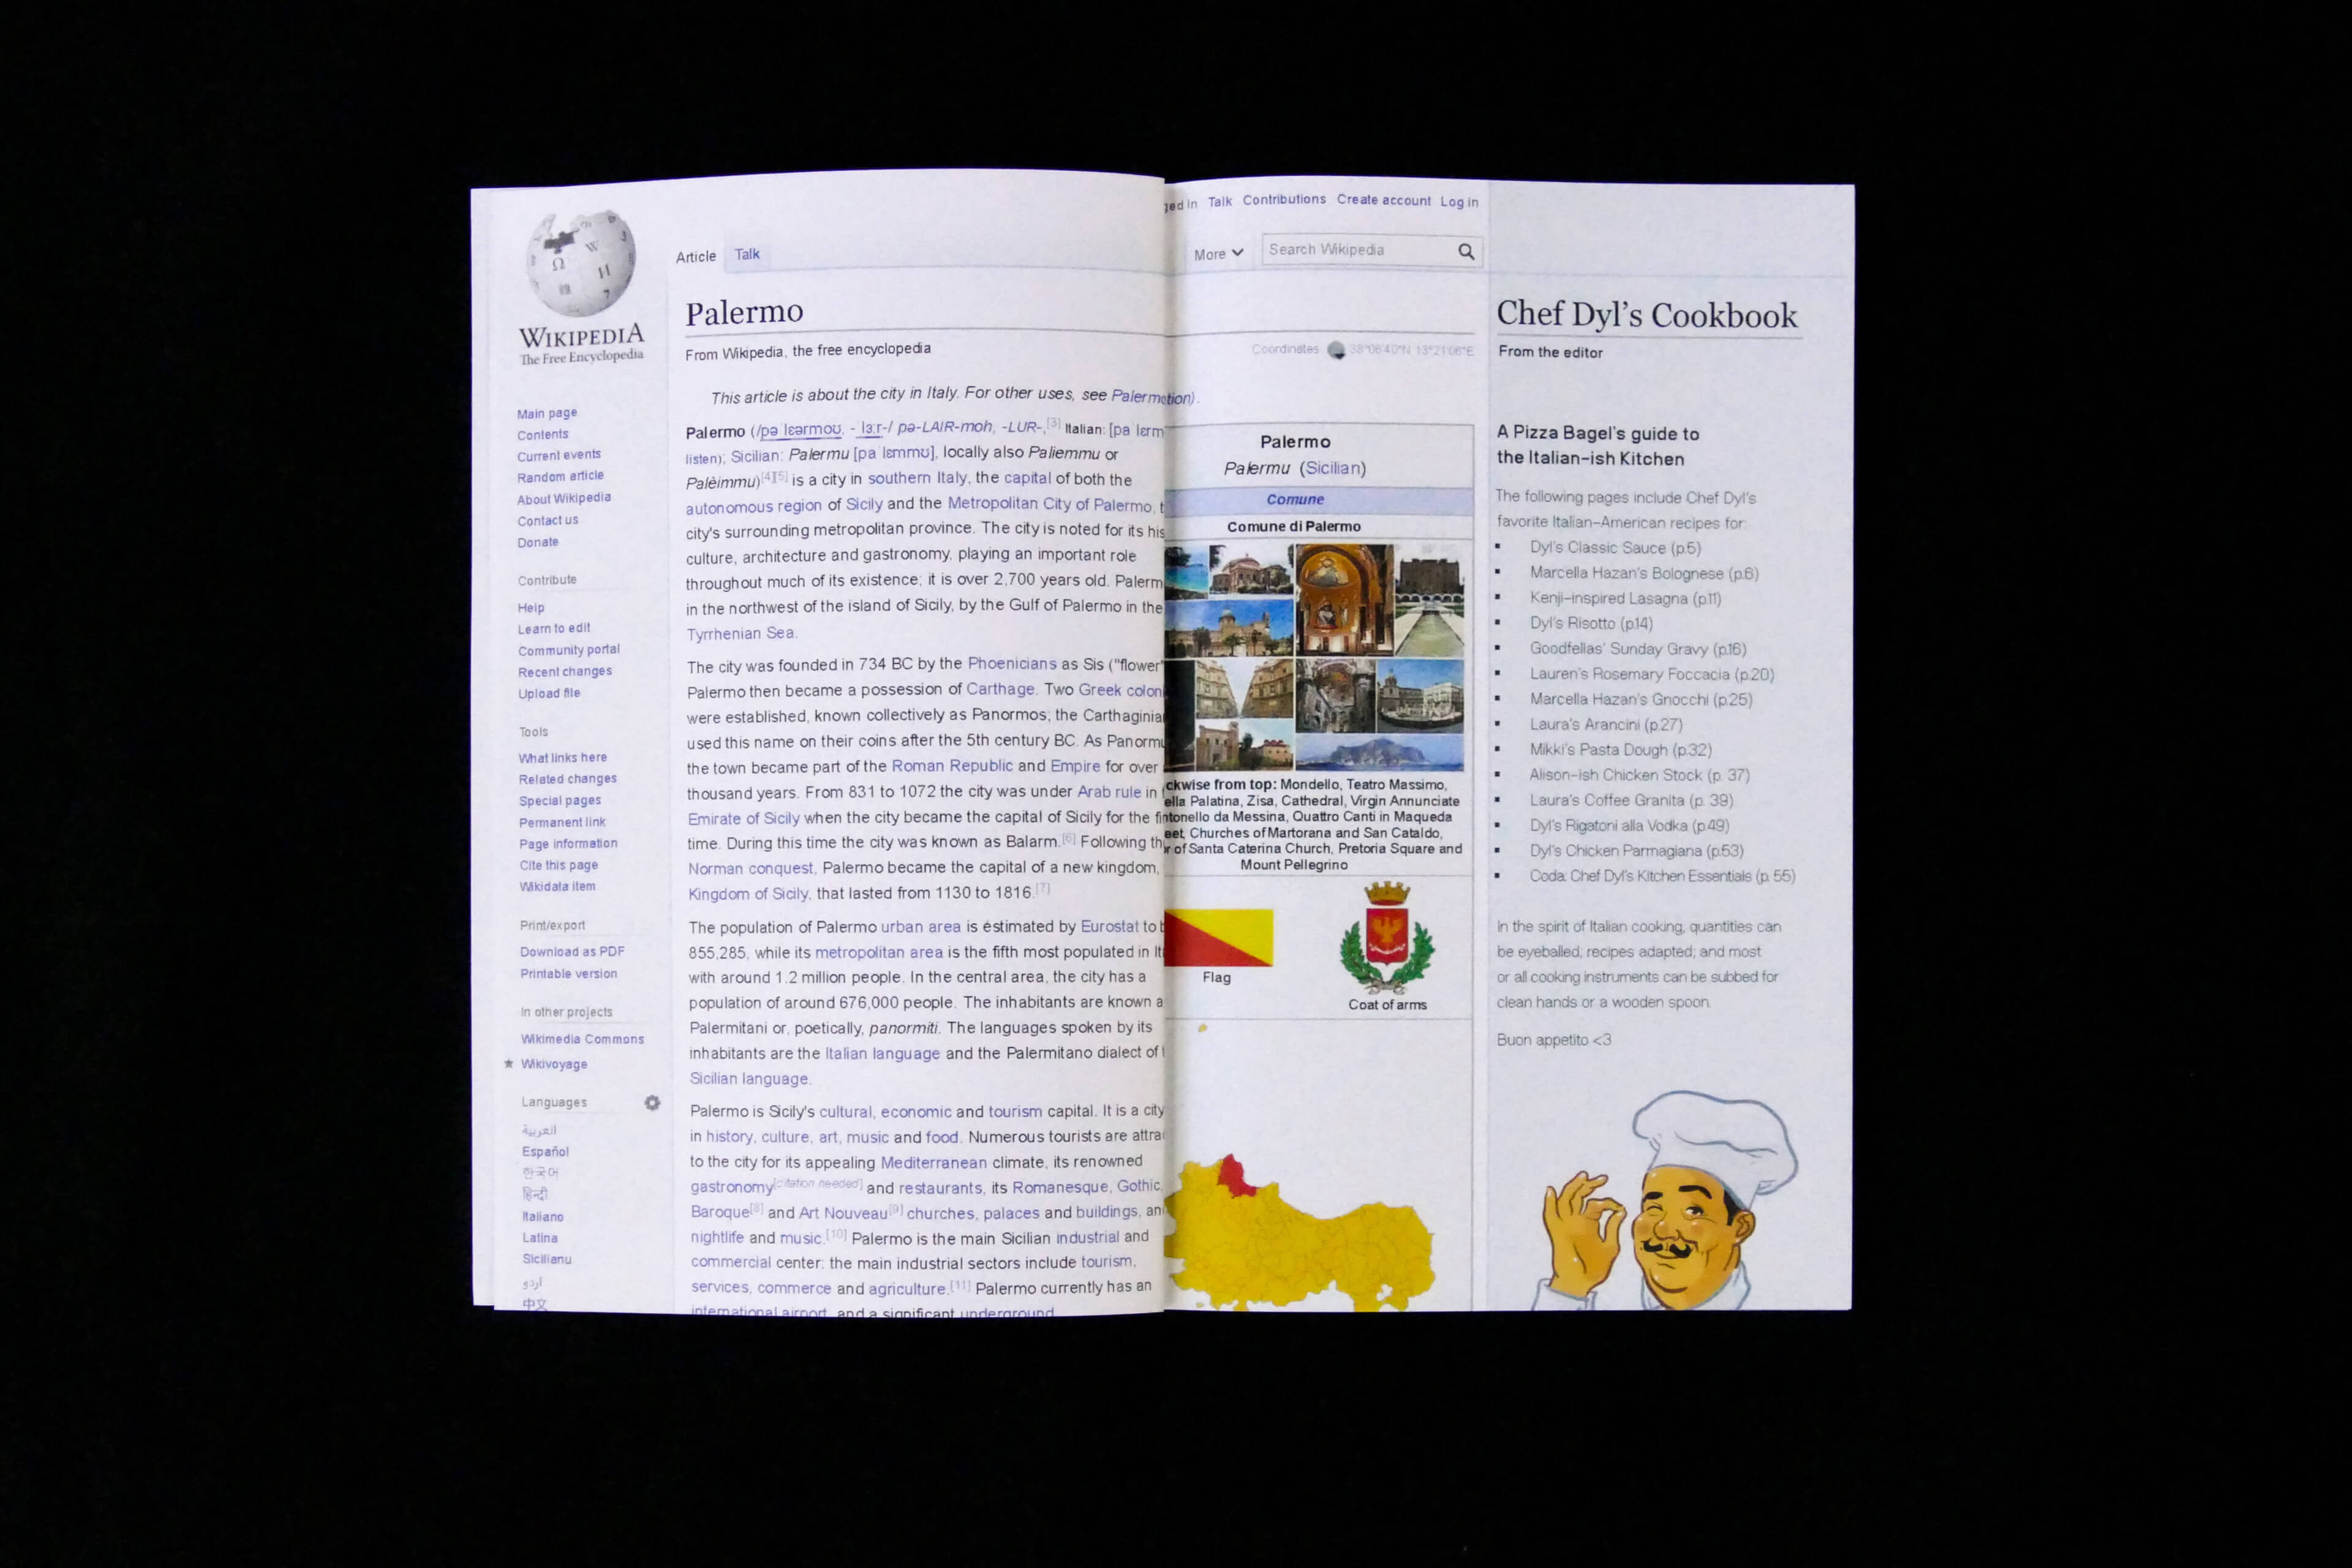 WIKIPEDIA
The Free Encyclopedia
Main page
Contents
Current events
Random article
About Wikipedia
Contact us
Donate
Contribute
Help
Learn to edit
Community portal
Recent changes
Upload file
Tools
What links here
Related changes
Special pages
Permanent link
Page information
Cite this page
Wikidata item
Print/export
Download as PDF
Printable version
In other projects
Wikimedia Commons
Wikivoyage
Languages
العربية
Español
한국어
हिन्दी
Italiano
Latina
Sicilianu
اردو
中文
Article Talk
Palermo
From Wikipedia, the free encyclopedia
This article is about the city in Italy. For other uses, see
Palermo (/pəˈlɛərmoʊ, -ˈlɜːr-/ pə-LAIR-moh, -LUR-,[3] Italian: [paˈlɛrm
listen); Sicilian: Palermu [paˈlɛmmʊ], locally also Paliemmu or
Palèimmu)[4][5] is a city in southern Italy, the capital of both the
autonomous region of Sicily and the Metropolitan City of Palermo, t
city's surrounding metropolitan province. The city is noted for its his
culture, architecture and gastronomy, playing an important role
throughout much of its existence; it is over 2,700 years old. Palerm
in the northwest of the island of Sicily, by the Gulf of Palermo in the
Tyrrhenian Sea.
The city was founded in 734 BC by the Phoenicians as Sis ("flower"
Palermo then became a possession of Carthage. Two Greek colon
were established, known collectively as Panormos; the Carthaginia
used this name on their coins after the 5th century BC. As Panormu
the town became part of the Roman Republic and Empire for over
thousand years. From 831 to 1072 the city was under Arab rule in
Emirate of Sicily when the city became the capital of Sicily for the fi
time. During this time the city was known as Balarm.[6] Following th
Norman conquest, Palermo became the capital of a new kingdom,
Kingdom of Sicily, that lasted from 1130 to 1816.[7]
The population of Palermo urban area is estimated by Eurostat to b
855,285, while its metropolitan area is the fifth most populated in It
with around 1.2 million people. In the central area, the city has a
population of around 676,000 people. The inhabitants are known a
Palermitani or, poetically, panormiti. The languages spoken by its
inhabitants are the Italian language and the Palermitano dialect of
Sicilian language.
Palermo is Sicily's cultural, economic and tourism capital. It is a city
in history, culture, art, music and food. Numerous tourists are attra
to the city for its appealing Mediterranean climate, its renowned
gastronomy[citation needed] and restaurants, its Romanesque, Gothic,
Baroque[8] and Art Nouveau[9] churches, palaces and buildings, an
nightlife and music.[10] Palermo is the main Sicilian industrial and
commercial center: the main industrial sectors include tourism,
services, commerce and agriculture.[11] Palermo currently has an
international airport, and a significant underground
ged in Talk Contributions Create account Log in
More Search Wikipedia
Coordinates 38°06′40″N 13°21′06″E
tion).
Palermo
Palermu (Sicilian)
Comune
Comune di Palermo
ckwise from top: Mondello, Teatro Massimo,
ella Palatina, Zisa, Cathedral, Virgin Annunciate
ntonello da Messina, Quattro Canti in Maqueda
eet, Churches of Martorana and San Cataldo,
r of Santa Caterina Church, Pretoria Square and
Mount Pellegrino
Flag
Coat of arms
Chef Dyl's Cookbook
From the editor
A Pizza Bagel's guide to
the Italian-ish Kitchen
The following pages include Chef Dyl's
favorite Italian-American recipes for:
▪ Dyl's Classic Sauce (p.5)
▪ Marcella Hazan's Bolognese (p.6)
▪ Kenji-inspired Lasagna (p.11)
▪ Dyl's Risotto (p.14)
▪ Goodfellas' Sunday Gravy (p.16)
▪ Lauren's Rosemary Foccacia (p.20)
▪ Marcella Hazan's Gnocchi (p.25)
▪ Laura's Arancini (p.27)
▪ Mikki's Pasta Dough (p.32)
▪ Alison-ish Chicken Stock (p. 37)
▪ Laura's Coffee Granita (p. 39)
▪ Dyl's Rigatoni alla Vodka (p.49)
▪ Dyl's Chicken Parmagiana (p.53)
▪ Coda: Chef Dyl's Kitchen Essentials (p. 55)
In the spirit of Italian cooking, quantities can
be eyeballed; recipes adapted; and most
or all cooking instruments can be subbed for
clean hands or a wooden spoon.
Buon appetito <3